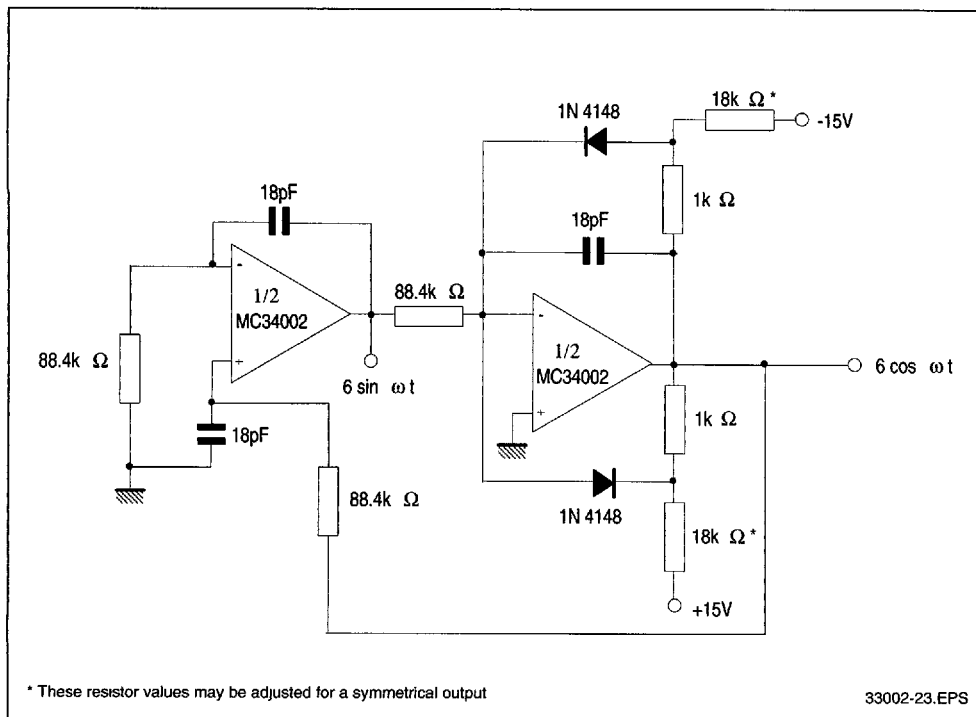 18k Ω *
1N 4148
-15V
18pF
1k Ω
18pF
-
1/2
MC34002
88.4k Ω
-
1/2
MC34002
88.4k Ω
+
6 sin ωt
6 cos ωt
18pF
+
1k Ω
88.4k Ω
1N 4148
18k Ω *
+15V
* These resistor values may be adjusted for a symmetrical output
33002-23.EPS